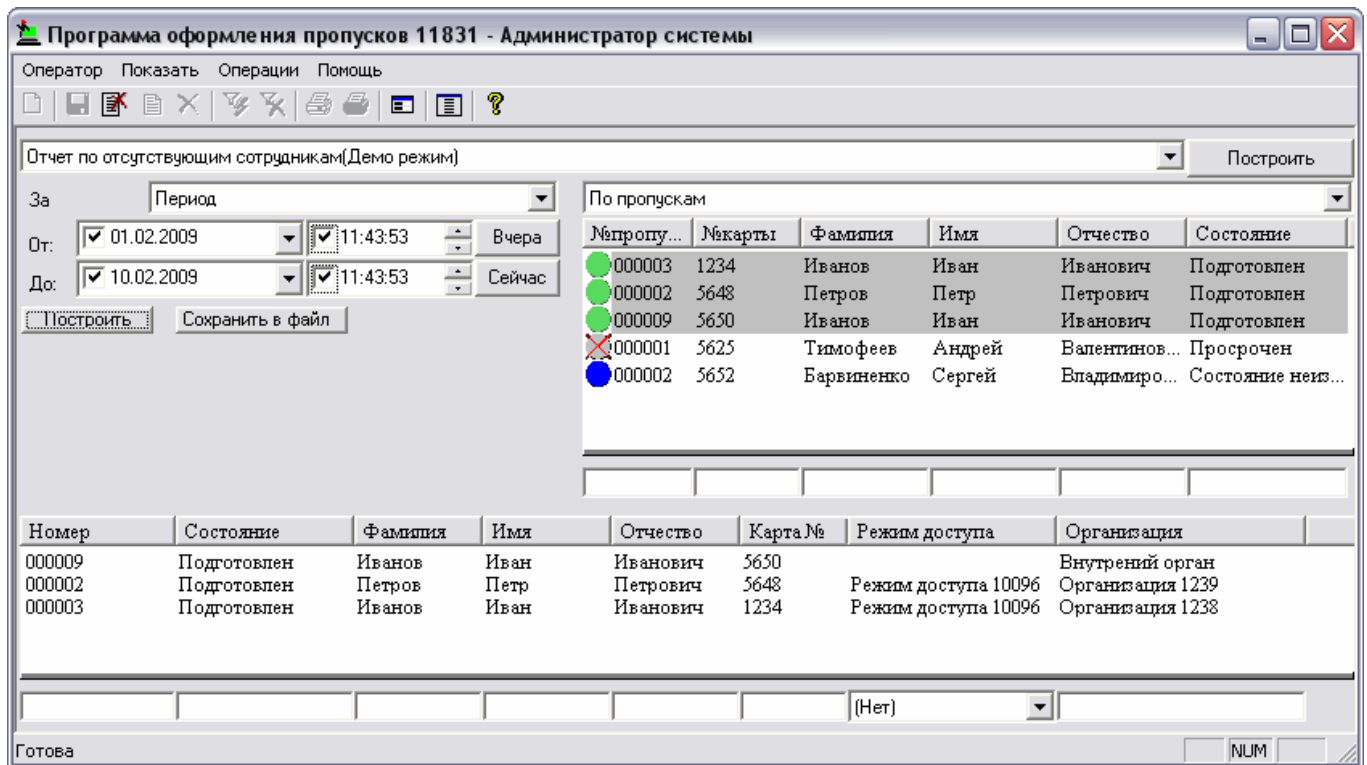 Программа оформления пропусков 11831 - Администратор системы
Оператор Показать Операции Помощь
Отчет по отсутствующим сотрудникам(Демо режим) Построить
За Период По пропускам
От: 01.02.2009 11:43:53 Вчера
До: 10.02.2009 11:43:53 Сейчас
Построить Сохранить в файл
№пропу... №карты Фамилия Имя Отчество Состояние
000003 1234 Иванов Иван Иванович Подготовлен
000002 5648 Петров Петр Петрович Подготовлен
000009 5650 Иванов Иван Иванович Подготовлен
000001 5625 Тимофеев Андрей Валентинов... Просрочен
000002 5652 Барвиненко Сергей Владимиро... Состояние неиз...
Номер Состояние Фамилия Имя Отчество Карта № Режим доступа Организация
000009 Подготовлен Иванов Иван Иванович 5650 Внутрений орган
000002 Подготовлен Петров Петр Петрович 5648 Режим доступа 10096 Организация 1239
000003 Подготовлен Иванов Иван Иванович 1234 Режим доступа 10096 Организация 1238
(Нет)
Готова NUM